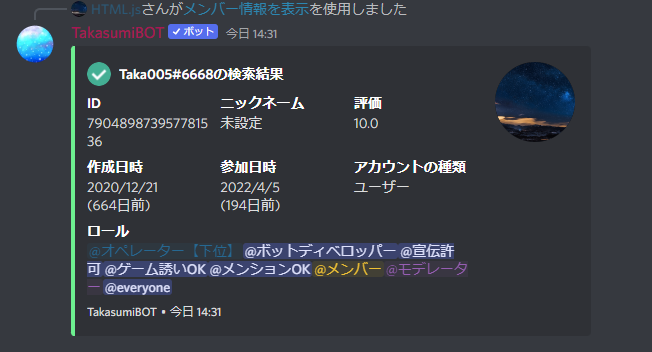 HTML.jsさんがメンバー情報を表示を使用しました
TakasumiBOT ✓ボット 今日 14:31
Taka005#6668の検索結果
ID ニックネーム 評価
7904898739577815 未設定 10.0
36
作成日時 参加日時 アカウントの種類
2020/12/21 2022/4/5 ユーザー
(664日前) (194日前)
ロール
@オペレーター【下位】 @ボットディベロッパー @宣伝許
可 @ゲーム誘いOK @メンションOK @メンバー @モデレータ
ー @everyone
TakasumiBOT • 今日 14:31